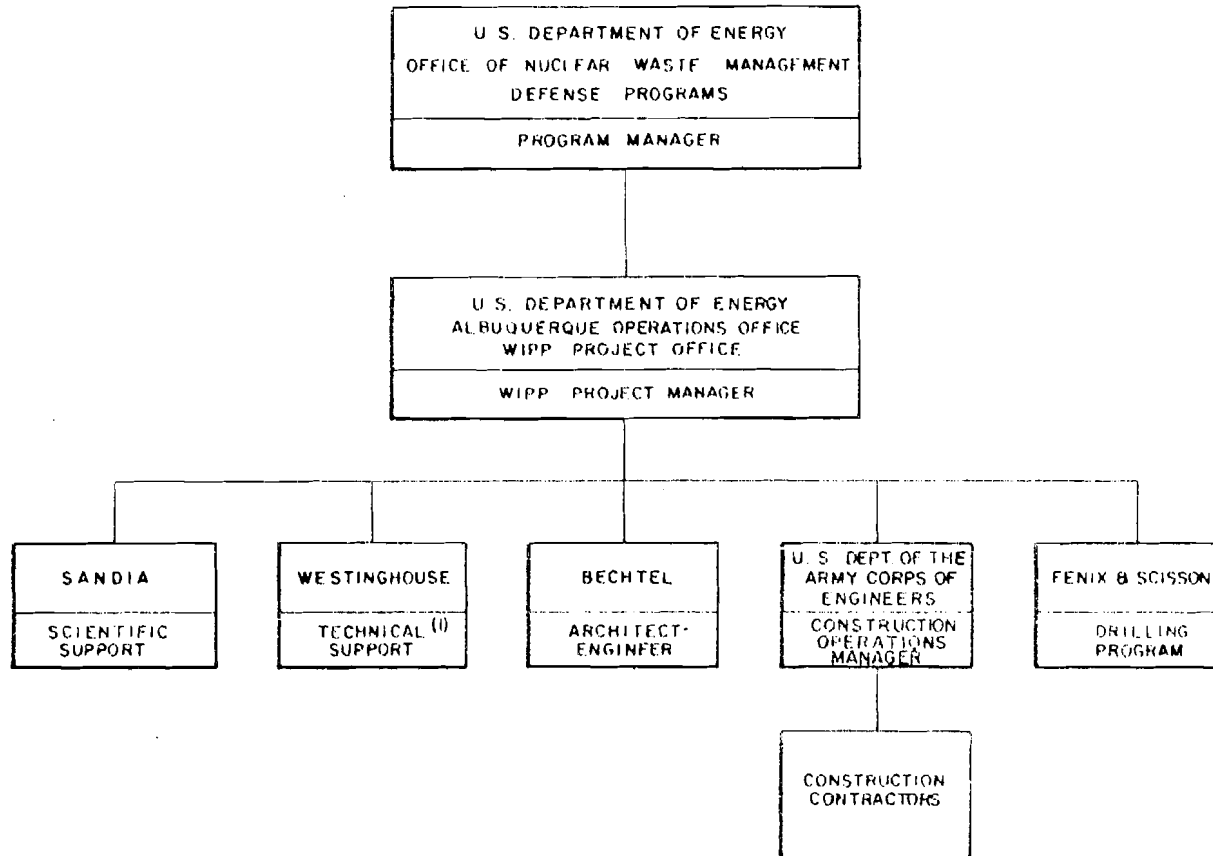 U.S. DEPARTMENT OF ENERGY
OFFICE OF NUCLEAR WASTE MANAGEMENT
DEFENSE PROGRAMS
PROGRAM MANAGER
U.S. DEPARTMENT OF ENERGY
ALBUQUERQUE OPERATIONS OFFICE
WIPP PROJECT OFFICE
WIPP PROJECT MANAGER
SANDIA
SCIENTIFIC
SUPPORT
WESTINGHOUSE
TECHNICAL (1)
SUPPORT
BECHTEL
ARCHITECT-
ENGINEER
U.S DEPT. OF THE
ARMY CORPS OF
ENGINEERS
CONSTRUCTION
OPERATIONS
MANAGER
FENIX & SCISSON
DRILLING
PROGRAM
CONSTRUCTION
CONTRACTORS